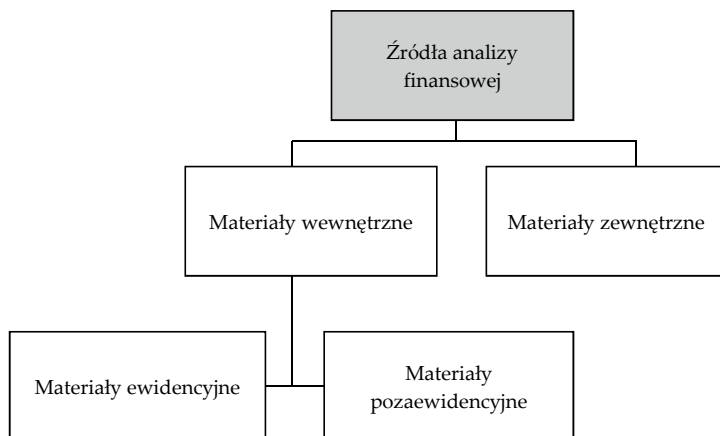 Źródła analizy
finansowej
Materiały wewnętrzne
Materiały zewnętrzne
Materiały ewidencyjne
Materiały
pozaewidencyjne